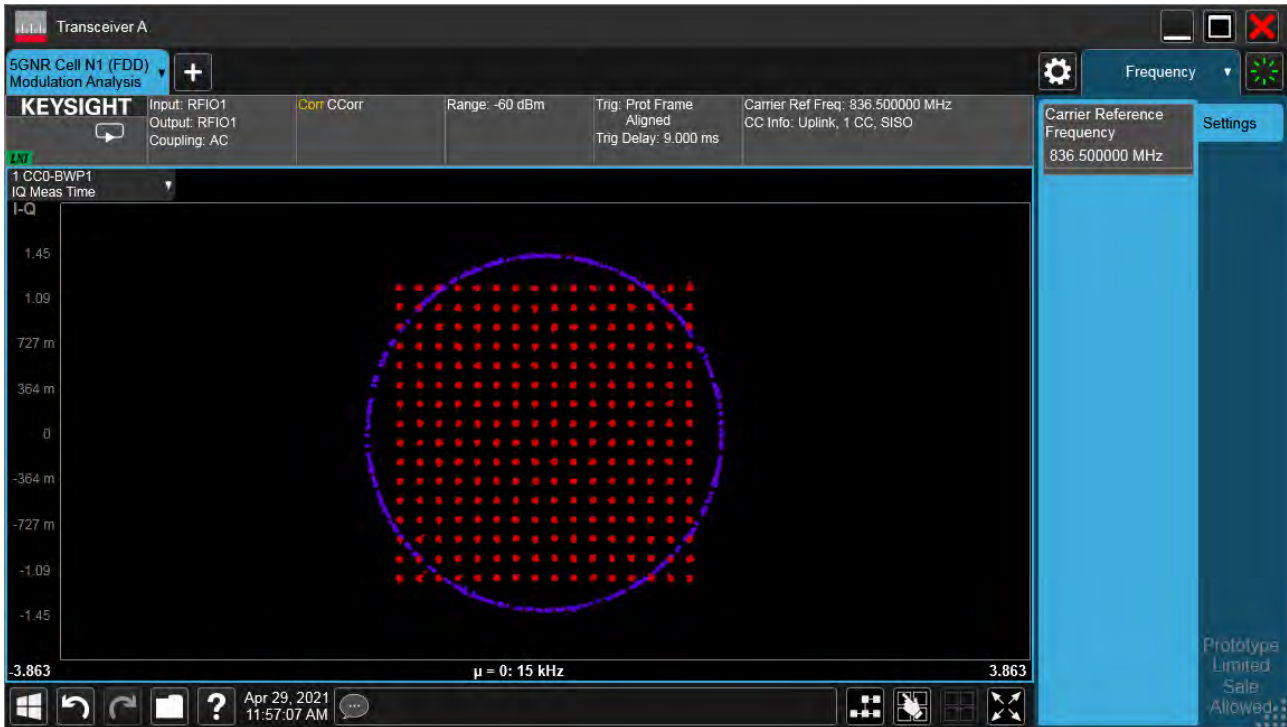 Transceiver A
5GNR Cell N1 (FDD)
Modulation Analysis
+
Frequency
KEYSIGHT
LXI
Input: RFIO1
Output: RFIO1
Coupling: AC
Corr CCorr
Range: -60 dBm
Trig: Prot Frame
Aligned
Trig Delay: 9.000 ms
Carrier Ref Freq: 836.500000 MHz
CC Info: Uplink, 1 CC, SISO
Carrier Reference
Frequency
836.500000 MHz
Settings
1 CC0-BWP1
IQ Meas Time
I-Q
1.45
1.09
727 m
364 m
0
-364 m
-727 m
-1.09
-1.45
-3.863
µ = 0: 15 kHz
3.863
Prototype
Limited
Sale
Allowed
?
Apr 29, 2021
11:57:07 AM